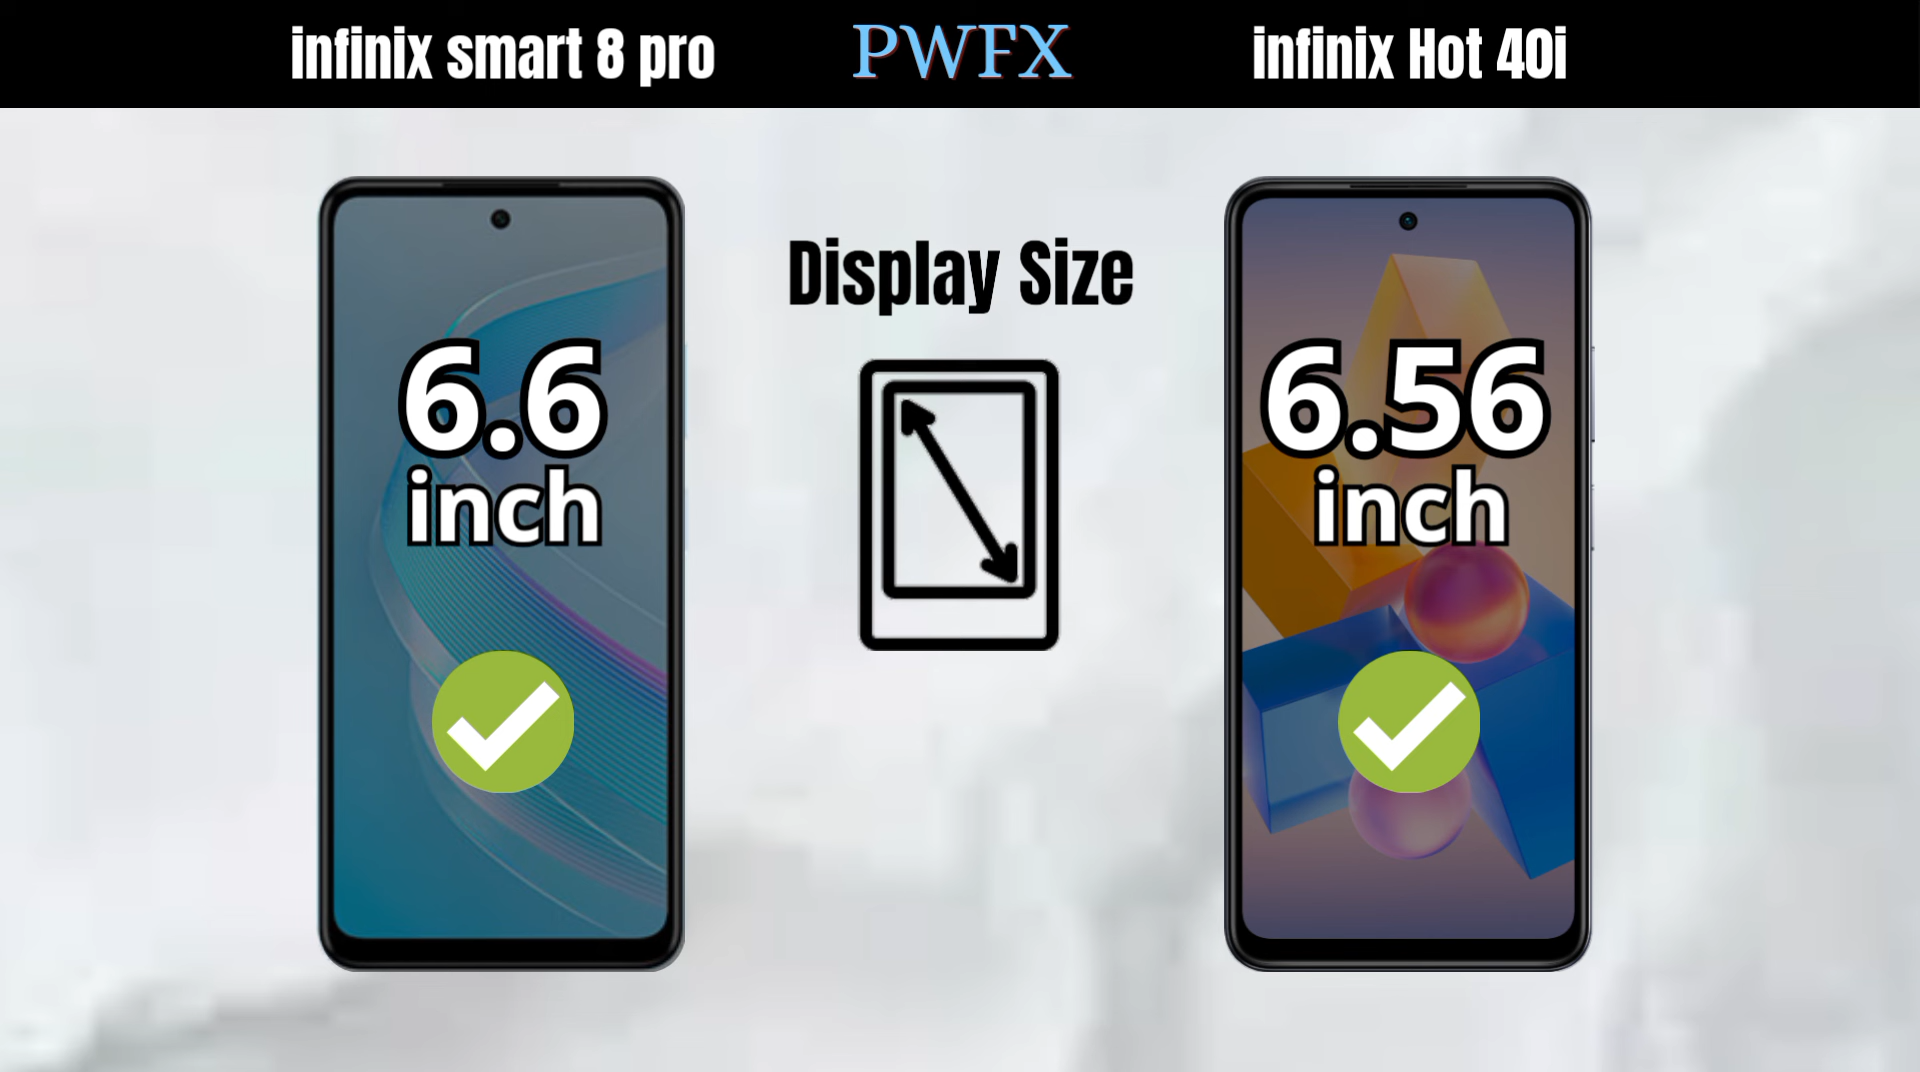 infinix smart 8 pro
PWFX
infinix Hot 40i
Display Size
6.6
inch
6.56
inch